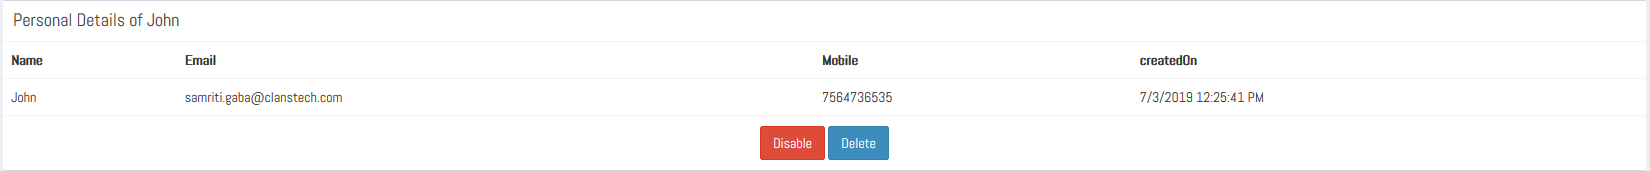 Personal Details of John
Name Email Mobile createdOn
John samriti.gaba@clanstech.com 7564736535 7/3/2019 12:25:41 PM
Disable Delete